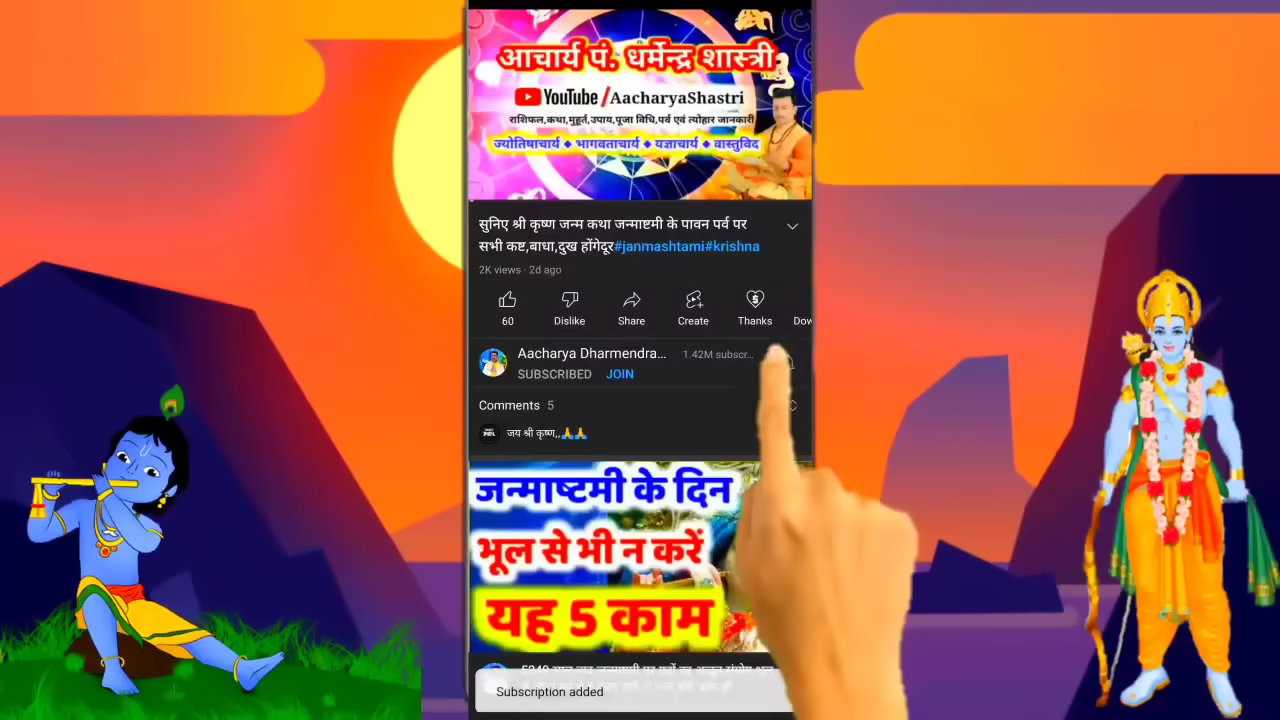 आचार्य पं. धर्मेन्द्र शास्त्री
YouTube /AacharyaShastri
राशिफल,कथा,मुहूर्त,उपाय,पूजा विधि,पर्व एवं त्योहार जानकारी
ज्योतिषाचार्य ◆ भागवताचार्य ◆ यज्ञाचार्य ◆ वास्तुविद
सुनिए श्री कृष्ण जन्म कथा जन्माष्टमी के पावन पर्व पर
सभी कष्ट,बाधा,दुख होंगेदूर#janmashtami#krishna
2K views · 2d ago
60 Dislike Share Create Thanks Dow
Aacharya Dharmendra... 1.42M subscr...
SUBSCRIBED JOIN
Comments 5
जय श्री कृष्ण,,🙏🙏
जन्माष्टमी के दिन
भूल से भी न करें
यह 5 काम
Subscription added